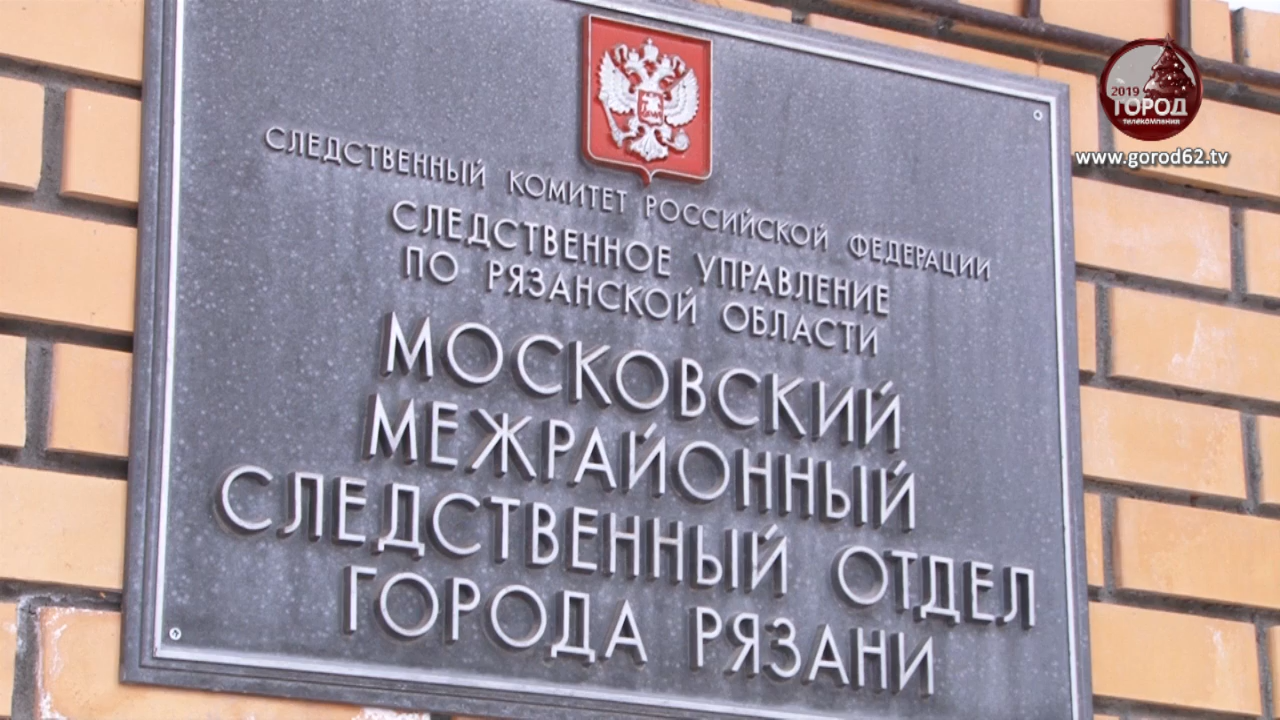 СЛЕДСТВЕННЫЙ КОМИТЕТ РОССИЙСКОЙ ФЕДЕРАЦИИ
СЛЕДСТВЕННОЕ УПРАВЛЕНИЕ
ПО РЯЗАНСКОЙ ОБЛАСТИ
МОСКОВСКИЙ
МЕЖРАЙОННЫЙ
СЛЕДСТВЕННЫЙ ОТДЕЛ
ГОРОДА РЯЗАНИ
2019
ГОРОД
телекомпания
www.gorod62.tv